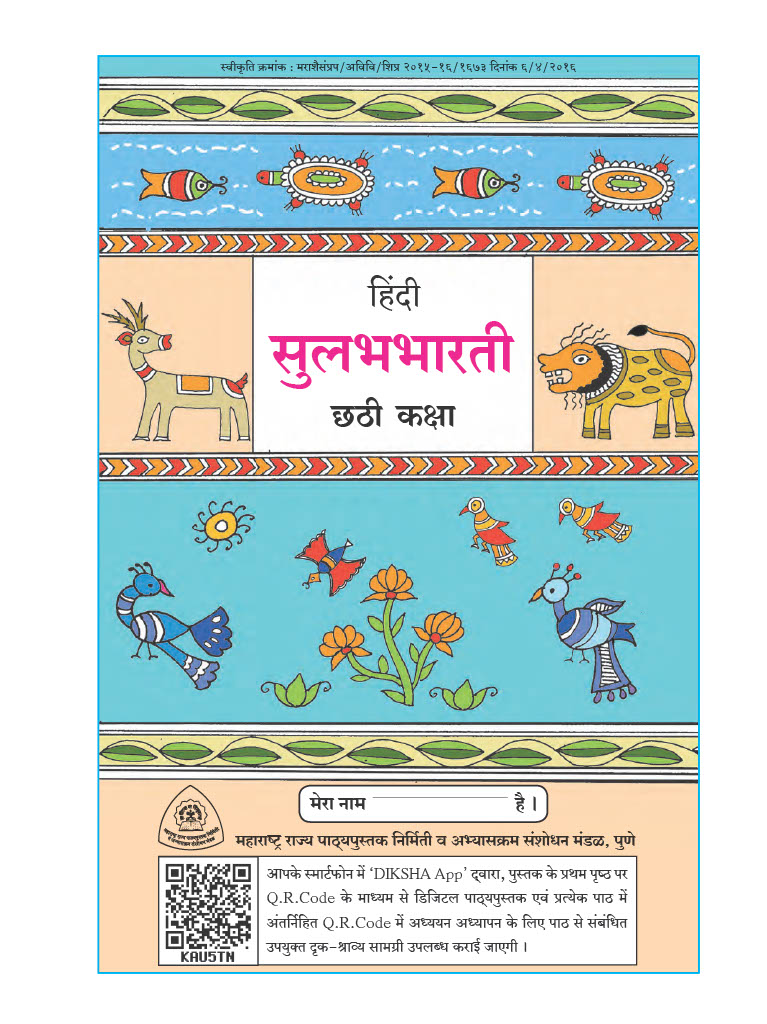 स्वीकृति क्रमांक : मराशैसंप्रप/अविवि/शिप्र २०१५-१६/१६७३ दिनांक ६/४/२०१६
हिंदी
सुलभभारती
छठी कक्षा
मेरा नाम है ।
महाराष्ट्र राज्य पाठ्यपुस्तक निर्मिती व अभ्यासक्रम संशोधन मंडळ, पुणे
आपके स्मार्टफोन में ‘DIKSHA App’ द्‌वारा, पुस्तक के प्रथम पृष्ठ पर
Q.R.Code के माध्यम से डिजिटल पाठ्यपुस्तक एवं प्रत्येक पाठ में
अंतर्निहित Q.R.Code में अध्ययन अध्यापन के लिए पाठ से संबंधित
उपयुक्त दृक-श्राव्य सामग्री उपलब्ध कराई जाएगी ।
KAU5TN